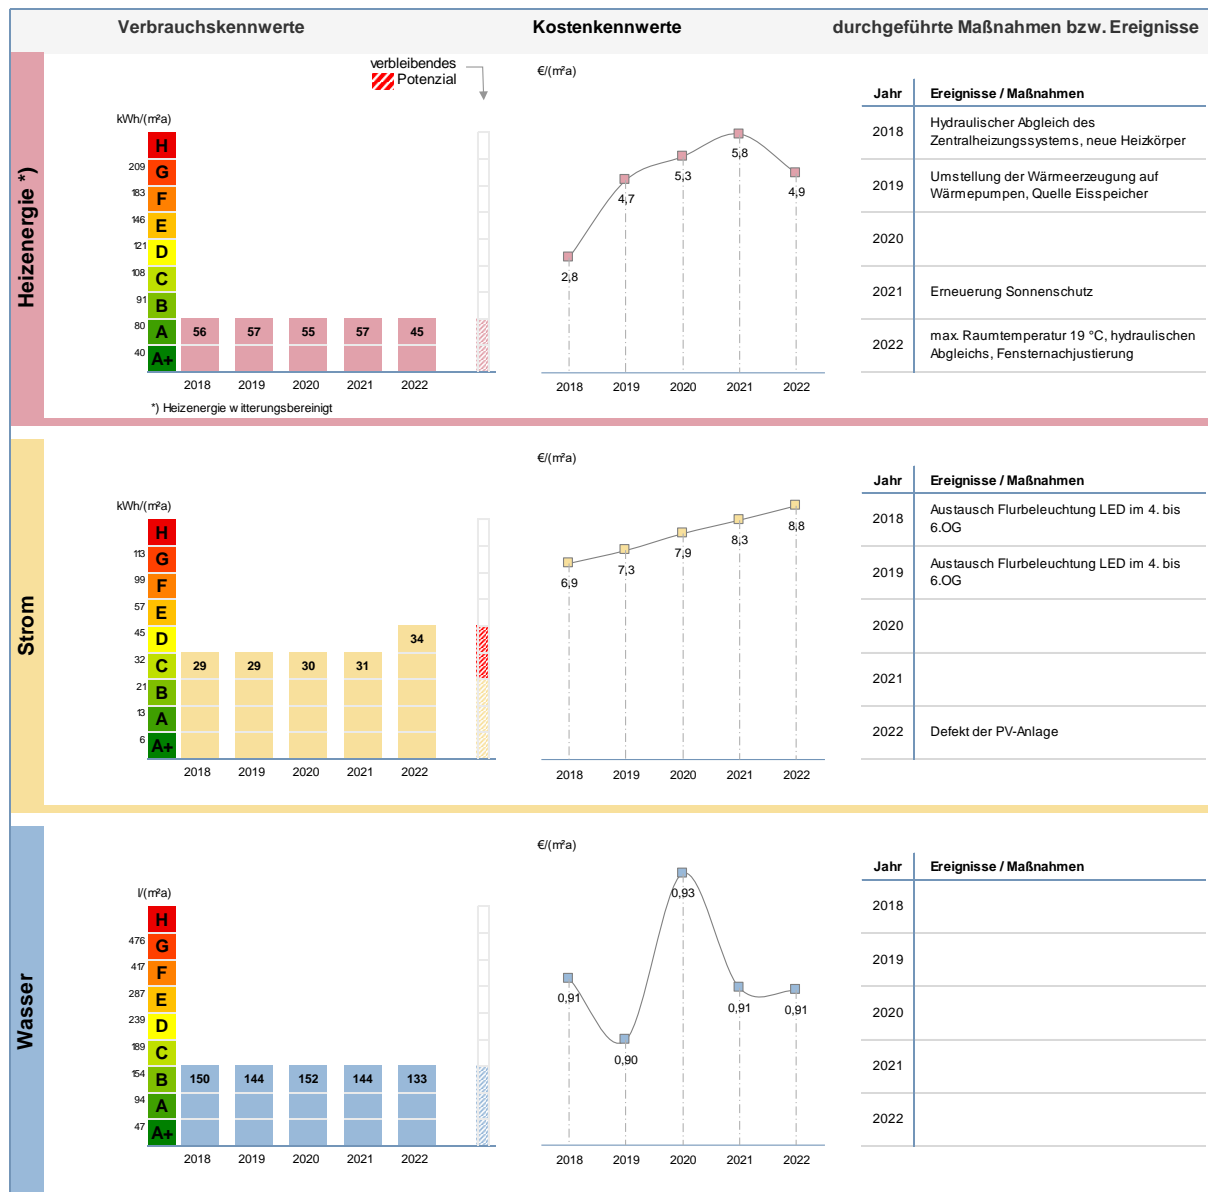 Verbrauchskennwerte
Kostenkennwerte
durchgeführte Maßnahmen bzw. Ereignisse
Heizenergie *)
verbleibendes
Potenzial
kWh/(m²a)
H
209
G
183
F
146
E
121
D
108
C
91
B
80
A
40
A+
56
57
55
57
45
2018
2019
2020
2021
2022
*) Heizenergie witterungsbereinigt
€/(m²a)
2,8
4,7
5,3
5,8
4,9
2018
2019
2020
2021
2022
Jahr
Ereignisse / Maßnahmen
2018
Hydraulischer Abgleich des
Zentralheizungssystems, neue Heizkörper
2019
Umstellung der Wärmeerzeugung auf
Wärmepumpen, Quelle Eisspeicher
2020
2021
Erneuerung Sonnenschutz
2022
max. Raumtemperatur 19 °C, hydraulischen
Abgleichs, Fensternachjustierung
Strom
kWh/(m²a)
H
113
G
99
F
57
E
45
D
32
C
21
B
13
A
6
A+
29
29
30
31
34
2018
2019
2020
2021
2022
€/(m²a)
6,9
7,3
7,9
8,3
8,8
2018
2019
2020
2021
2022
Jahr
Ereignisse / Maßnahmen
2018
Austausch Flurbeleuchtung LED im 4. bis
6.OG
2019
Austausch Flurbeleuchtung LED im 4. bis
6.OG
2020
2021
2022
Defekt der PV-Anlage
Wasser
l/(m²a)
H
476
G
417
F
287
E
239
D
189
C
154
B
94
A
47
A+
150
144
152
144
133
2018
2019
2020
2021
2022
€/(m²a)
0,91
0,90
0,93
0,91
0,91
2018
2019
2020
2021
2022
Jahr
Ereignisse / Maßnahmen
2018
2019
2020
2021
2022